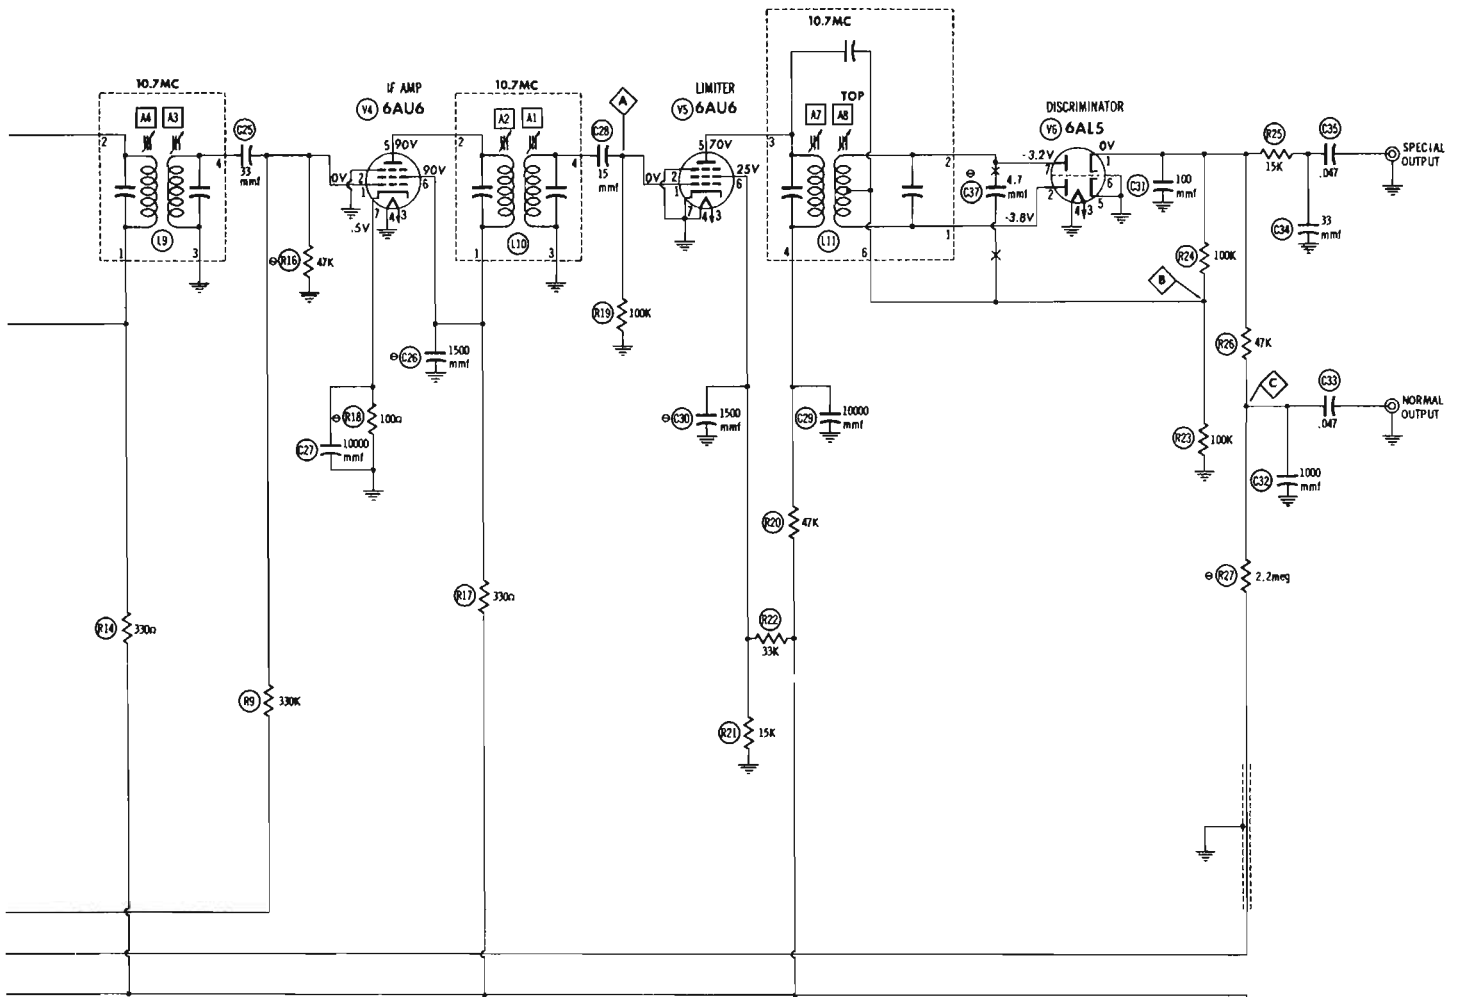 10.7MC
A4 A3
2
C25
4
33
mmf
1
L9
3
R16
47K
R14
330Ω
R9
330K
IF AMP
V4 6AU6
5
90V
90V
0V
2
1
6
7
4
3
.5V
R18
100Ω
C27
10000
mmf
C26
1500
mmf
10.7MC
A2 A1
2
4
1
L10
3
C28
15
mmf
A
R19
100K
R17
330Ω
LIMITER
V5 6AU6
5
70V
25V
0V
2
1
6
7
4
3
C30
1500
mmf
C29
10000
mmf
R20
47K
R22
33K
R21
15K
10.7MC
TOP
A7 A8
3
2
4
L11
6
1
DISCRIMINATOR
V6 6AL5
-3.2V
0V
7
1
C37
4.7
mmf
2
6
5
4
3
-3.8V
C31
100
mmf
R25
15K
C35
.047
SPECIAL
OUTPUT
C34
33
mmf
R24
100K
B
R26
47K
C
C33
.047
NORMAL
OUTPUT
R23
100K
C32
1000
mmf
R27
2.2meg